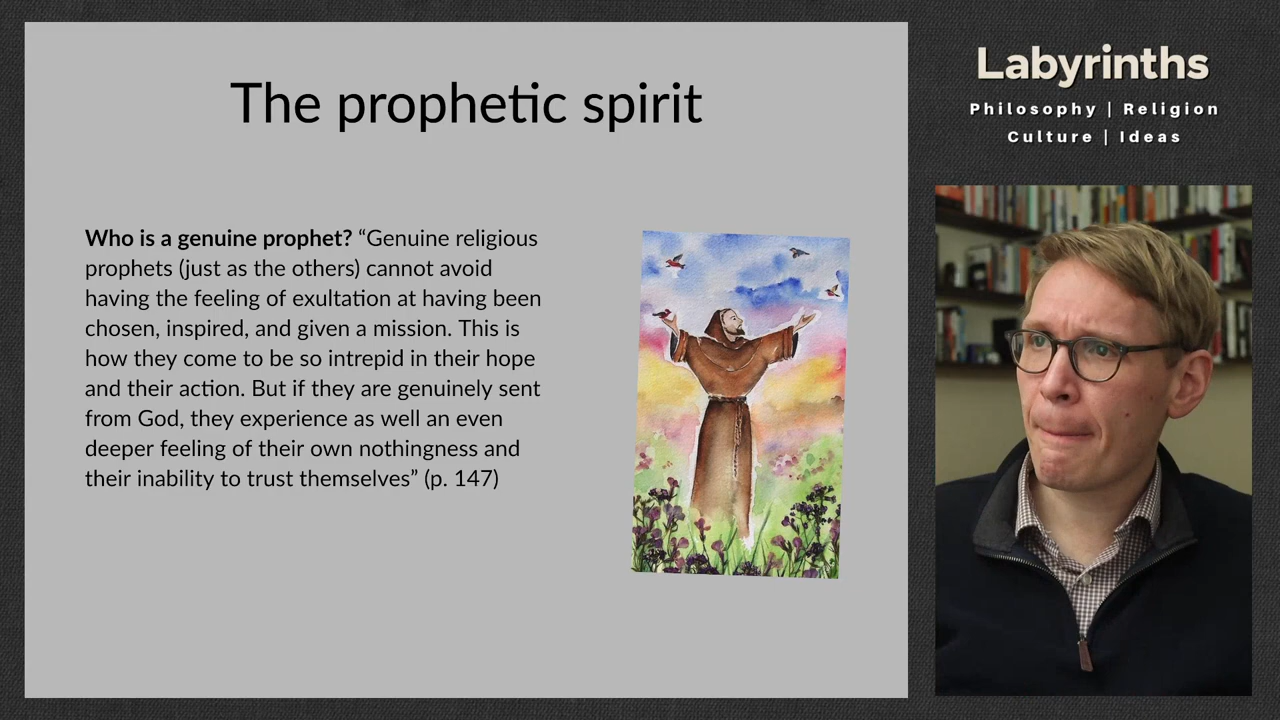 The prophetic spirit
Who is a genuine prophet? “Genuine religious
prophets (just as the others) cannot avoid
having the feeling of exultation at having been
chosen, inspired, and given a mission. This is
how they come to be so intrepid in their hope
and their action. But if they are genuinely sent
from God, they experience as well an even
deeper feeling of their own nothingness and
their inability to trust themselves” (p. 147)
Labyrinths
Philosophy | Religion
Culture | Ideas